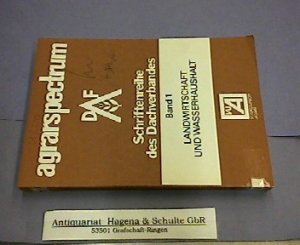 agrarspectrum
DAF
Schriftenreihe
des Dachverbandes
Band 1
LANDWIRTSCHAFT
UND WASSERHAUSHALT
Antiquariat Hagena & Schulte GbR
53501 Grafschaft-Ringen